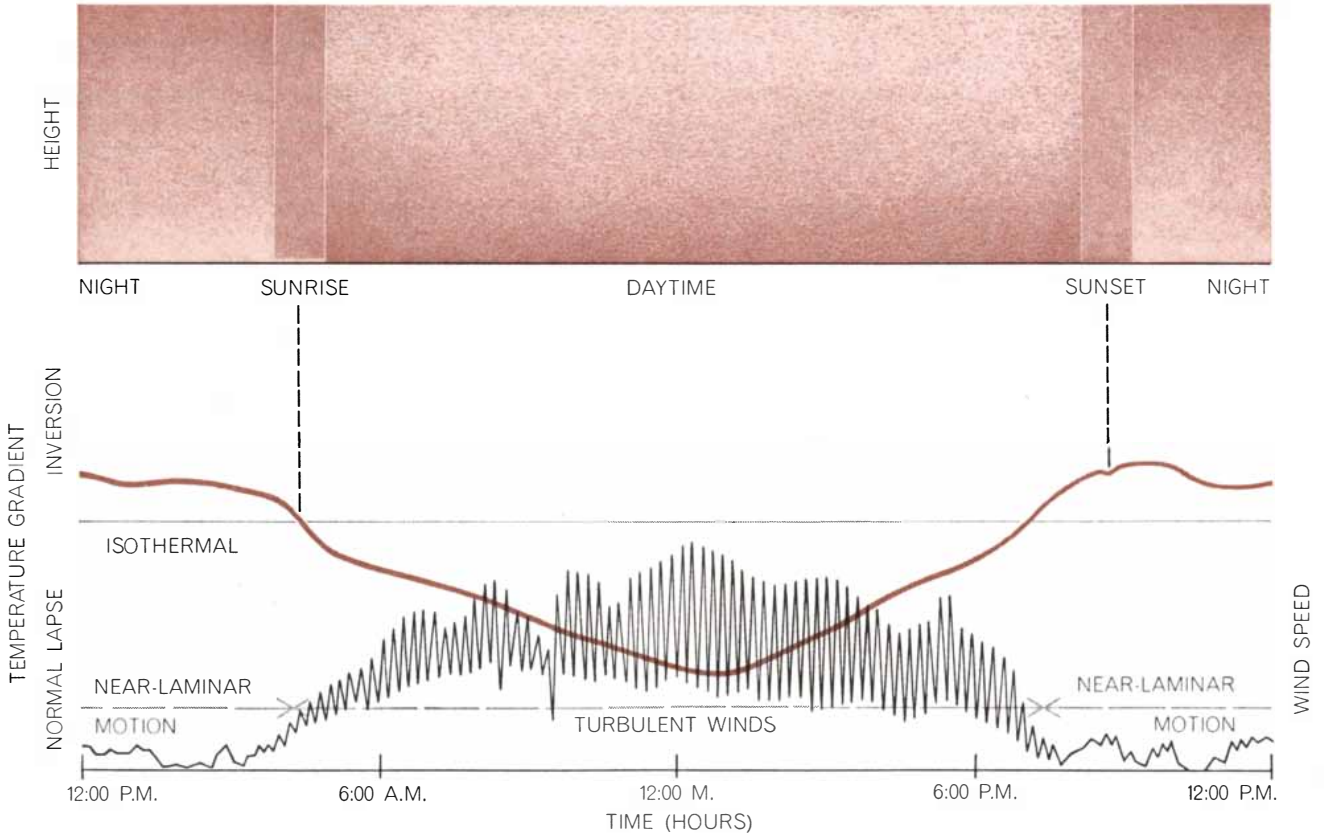 HEIGHT
NIGHT SUNRISE DAYTIME SUNSET NIGHT
TEMPERATURE GRADIENT
INVERSION
ISOTHERMAL
NORMAL LAPSE
WIND SPEED
NEAR-LAMINAR
MOTION
TURBULENT WINDS
NEAR-LAMINAR
MOTION
12:00 P.M. 6:00 A.M. 12:00 M. 6:00 P.M. 12:00 P.M.
TIME (HOURS)